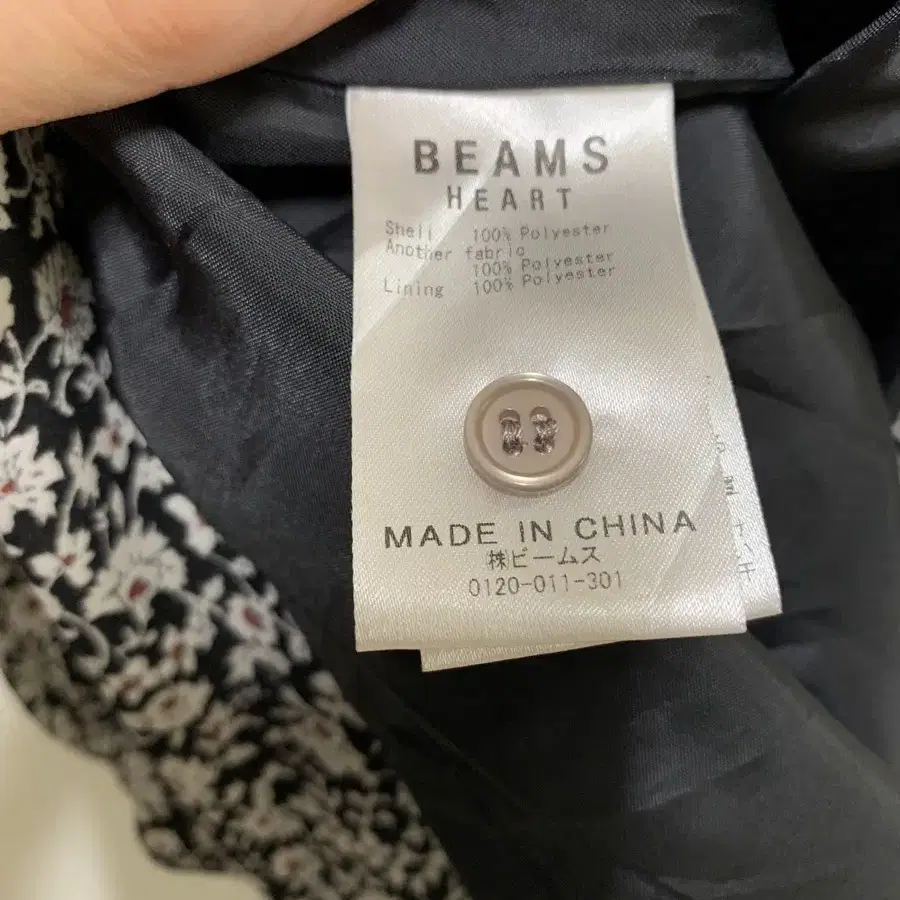 BEAMS
HEART
Shell 100% Polyester
Another fabric
100% Polyester
Lining 100% Polyester
MADE IN CHINA
㈱ビームス
0120-011-301